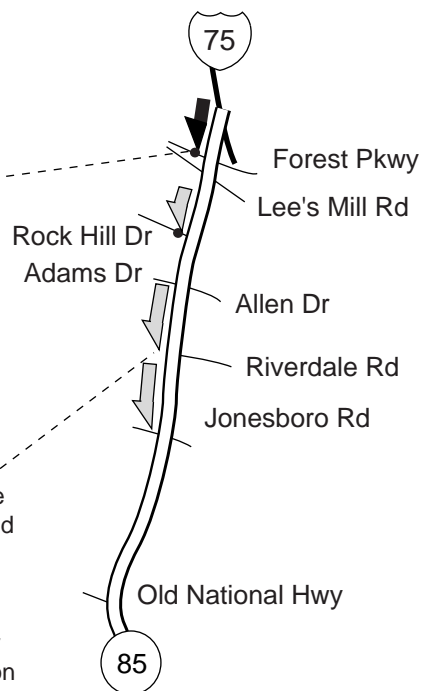 75
Forest Pkwy
Lee's Mill Rd
Rock Hill Dr
Adams Dr
Allen Dr
Riverdale Rd
Jonesboro Rd
Old National Hwy
85